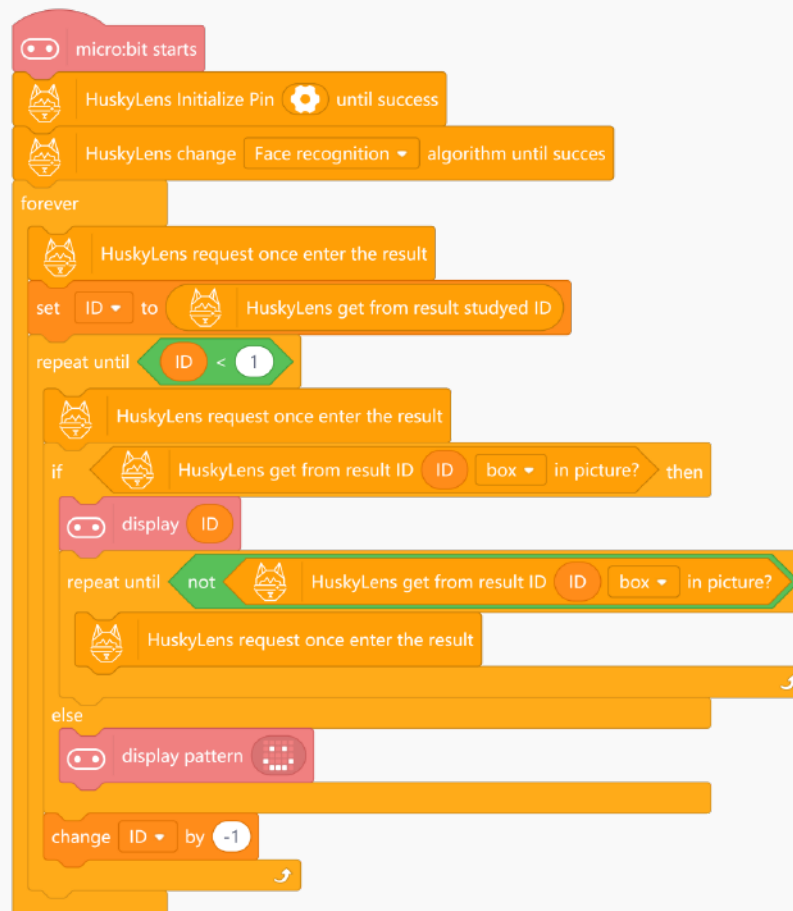 micro:bit starts
HuskyLens Initialize Pin until success
HuskyLens change Face recognition algorithm until succes
forever
HuskyLens request once enter the result
set ID to HuskyLens get from result studyed ID
repeat until ID < 1
HuskyLens request once enter the result
if HuskyLens get from result ID ID box in picture? then
display ID
repeat until not HuskyLens get from result ID ID box in picture?
HuskyLens request once enter the result
else
display pattern
change ID by -1